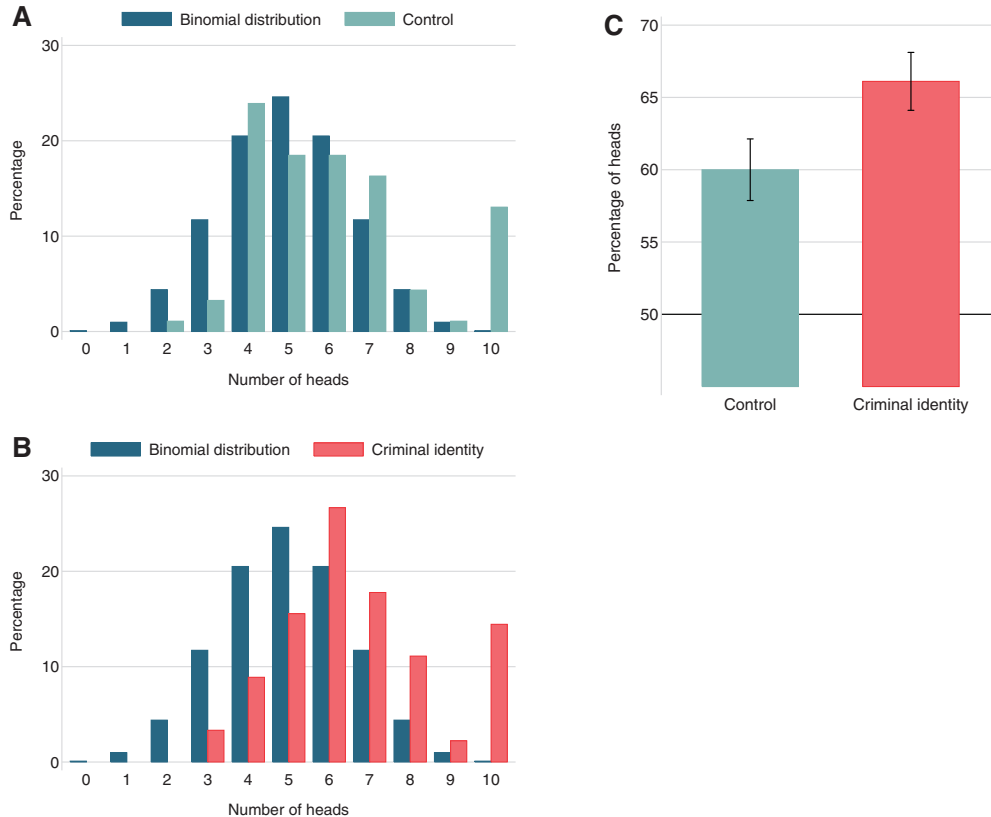 A
Binomial distribution Control
30
20
10
0
Percentage
0 1 2 3 4 5 6 7 8 9 10
Number of heads
B
Binomial distribution Criminal identity
30
20
10
0
Percentage
0 1 2 3 4 5 6 7 8 9 10
Number of heads
C
70
65
60
55
50
Percentage of heads
Control Criminal identity